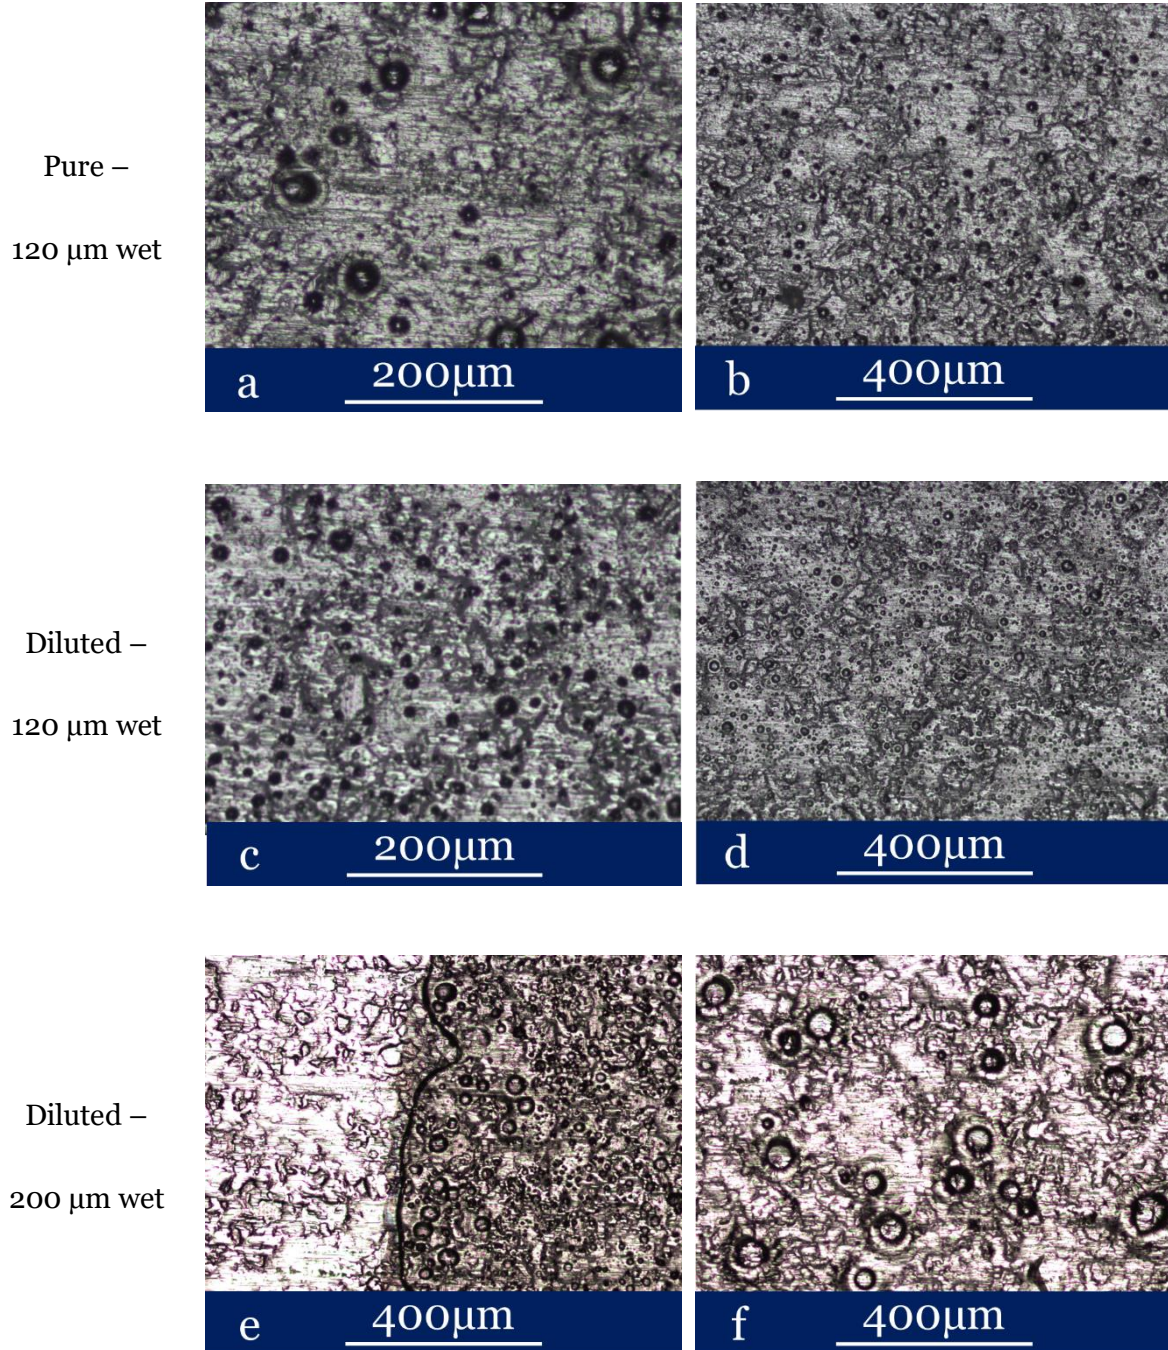 Pure –
120 µm wet
a
200µm
b
400µm
Diluted –
120 µm wet
c
200µm
d
400µm
Diluted –
200 µm wet
e
400µm
f
400µm